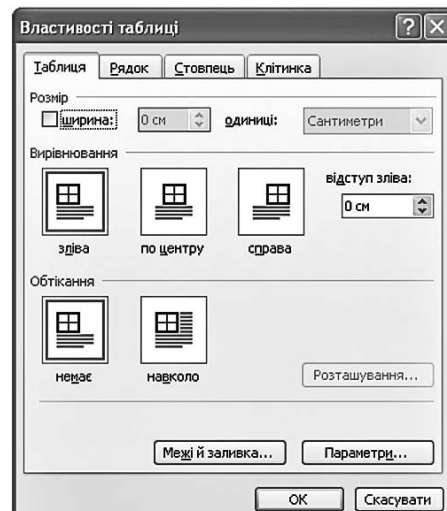 Властивості таблиці
Таблиця Рядок Стовпець Клітинка
Розмір
ширина: 0 см одиниці: Сантиметри
Вирівнювання
відступ зліва:
0 см
зліва по центру справа
Обтікання
немає навколо
Розташування...
Межі й заливка... Параметри...
ОК Скасувати